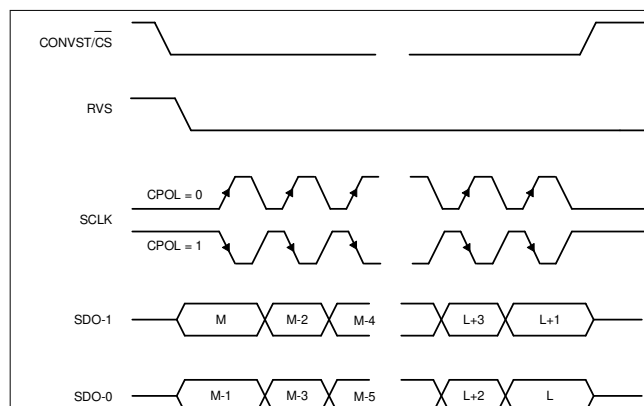 CONVST/CS
RVS
CPOL = 0
SCLK
CPOL = 1
SDO-1 M M-2 M-4 L+3 L+1
SDO-0 M-1 M-3 M-5 L+2 L